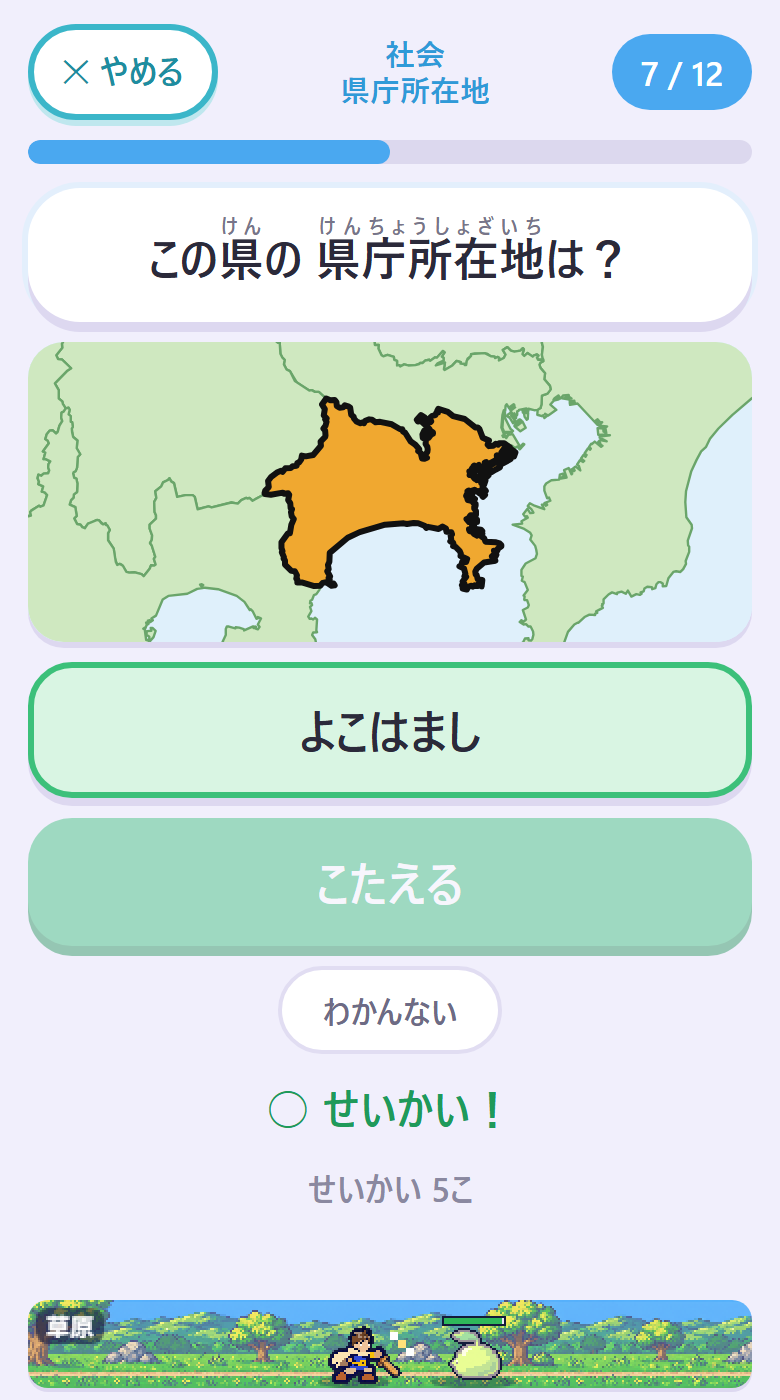 × やめる
社会
県庁所在地
7 / 12
けん けんちょうしょざいち
この県の 県庁所在地は？
よこはまし
こたえる
わかんない
○ せいかい！
せいかい 5こ
草原